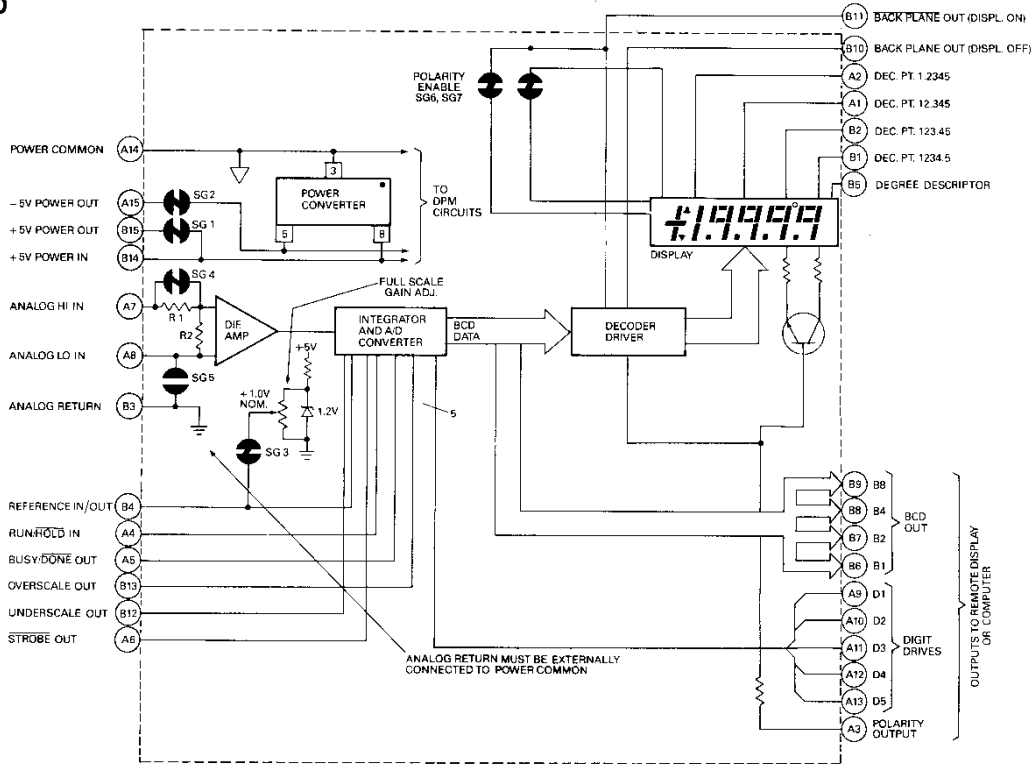 B11 BACK PLANE OUT (DISPL. ON)
B10 BACK PLANE OUT (DISPL. OFF)
POLARITY
ENABLE
SG6, SG7
A2 DEC. PT. 1.2345
A1 DEC. PT. 12.345
B2 DEC. PT. 123.45
B1 DEC. PT. 1234.5
B5 DEGREE DESCRIPTOR
POWER COMMON A14
-5V POWER OUT A15
SG2
+5V POWER OUT B15
SG1
+5V POWER IN B14
3
POWER
CONVERTER
5
8
TO
DPM
CIRCUITS
±19999
DISPLAY
ANALOG HI IN A7
SG4
R1
R2
DIF.
AMP
ANALOG LO IN A8
SG5
ANALOG RETURN B3
FULL SCALE
GAIN ADJ.
INTEGRATOR
AND A/D
CONVERTER
BCD
DATA
DECODER
DRIVER
+5V
+1.0V
NOM.
1.2V
SG3
5
REFERENCE IN/OUT B4
RUN/HOLD IN A4
BUSY/DONE OUT A5
OVERSCALE OUT B13
UNDERSCALE OUT B12
STROBE OUT A6
ANALOG RETURN MUST BE EXTERNALLY
CONNECTED TO POWER COMMON
B9 B8
B8 B4
B7 B2
B6 B1
BCD
OUT
A9 D1
A10 D2
A11 D3
A12 D4
A13 D5
DIGIT
DRIVES
A3 POLARITY
OUTPUT
OUTPUTS TO REMOTE DISPLAY
OR COMPUTER